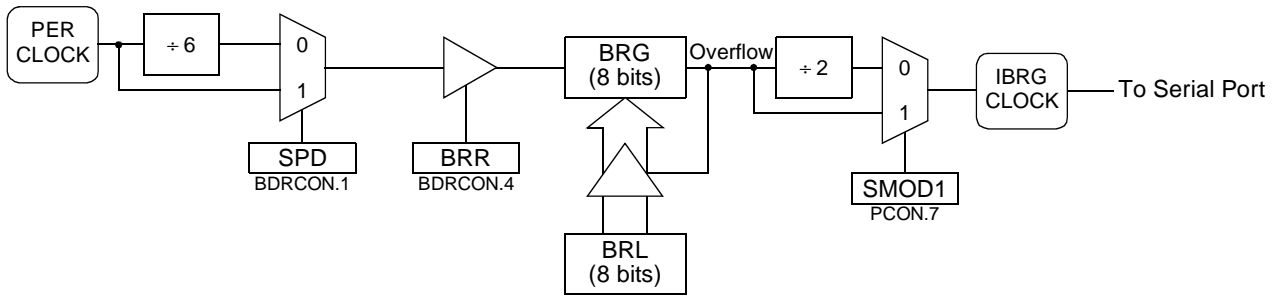 PER
CLOCK
÷ 6
0
1
SPD
BDRCON.1
BRR
BDRCON.4
BRG
(8 bits)
Overflow
BRL
(8 bits)
÷ 2
0
1
SMOD1
PCON.7
IBRG
CLOCK
To Serial Port